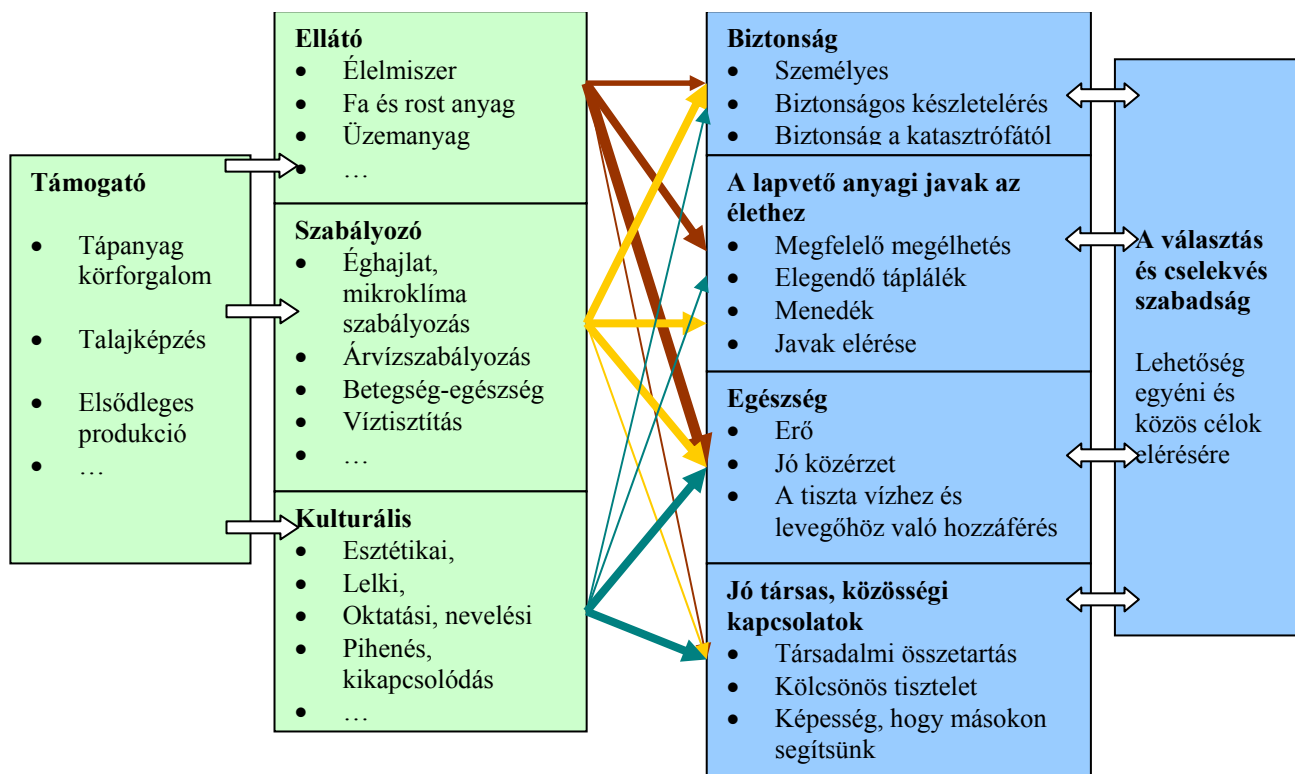 Támogató
• Tápanyag
körforgalom
• Talajképzés
• Elsődleges
produkció
• …
Ellátó
• Élelmiszer
• Fa és rost anyag
• Üzemanyag
• …
Szabályozó
• Éghajlat,
mikroklíma
szabályozás
• Árvízszabályozás
• Betegség-egészség
• Víztisztítás
• …
Kulturális
• Esztétikai,
• Lelki,
• Oktatási, nevelési
• Pihenés,
kikapcsolódás
• …
Biztonság
• Személyes
• Biztonságos készletelérés
• Biztonság a katasztrófától
A lapvető anyagi javak az
élethez
• Megfelelő megélhetés
• Elegendő táplálék
• Menedék
• Javak elérése
Egészség
• Erő
• Jó közérzet
• A tiszta vízhez és
levegőhöz való hozzáférés
Jó társas, közösségi
kapcsolatok
• Társadalmi összetartás
• Kölcsönös tisztelet
• Képesség, hogy másokon
segítsünk
A választás
és cselekvés
szabadság
Lehetőség
egyéni és
közös célok
elérésére